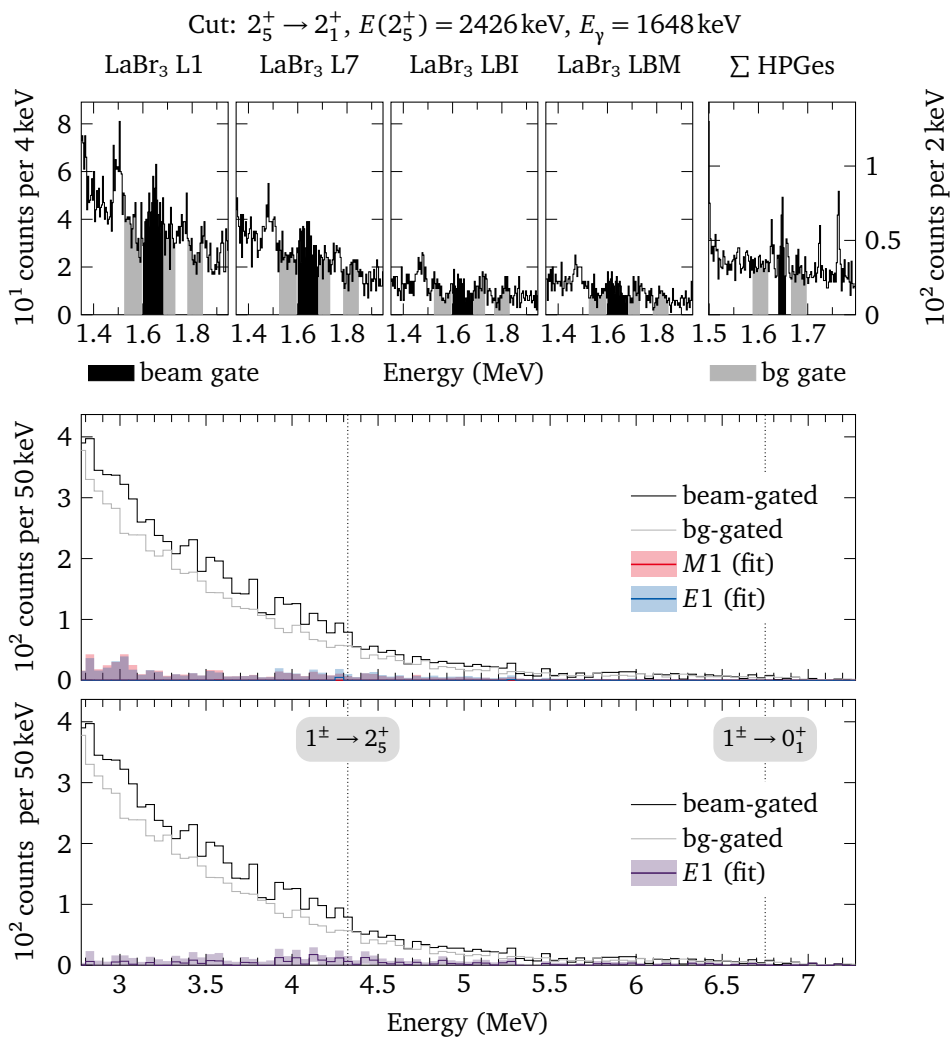 Cut: 2₅⁺ → 2₁⁺, E(2₅⁺) = 2426 keV, Eᵧ = 1648 keV
LaBr₃ L1 LaBr₃ L7 LaBr₃ LBI LaBr₃ LBM ∑ HPGes
10¹ counts per 4 keV
8
6
4
2
0
1
0.5
0
10² counts per 2 keV
1.4 1.6 1.8 1.4 1.6 1.8 1.4 1.6 1.8 1.4 1.6 1.8 1.5 1.6 1.7
beam gate Energy (MeV) bg gate
10² counts per 50 keV
4
3
2
1
0
beam-gated
bg-gated
M1 (fit)
E1 (fit)
10² counts per 50 keV
4
3
2
1
0
1± → 2₅⁺ 1± → 0₁⁺
beam-gated
bg-gated
E1 (fit)
3 3.5 4 4.5 5 5.5 6 6.5 7
Energy (MeV)